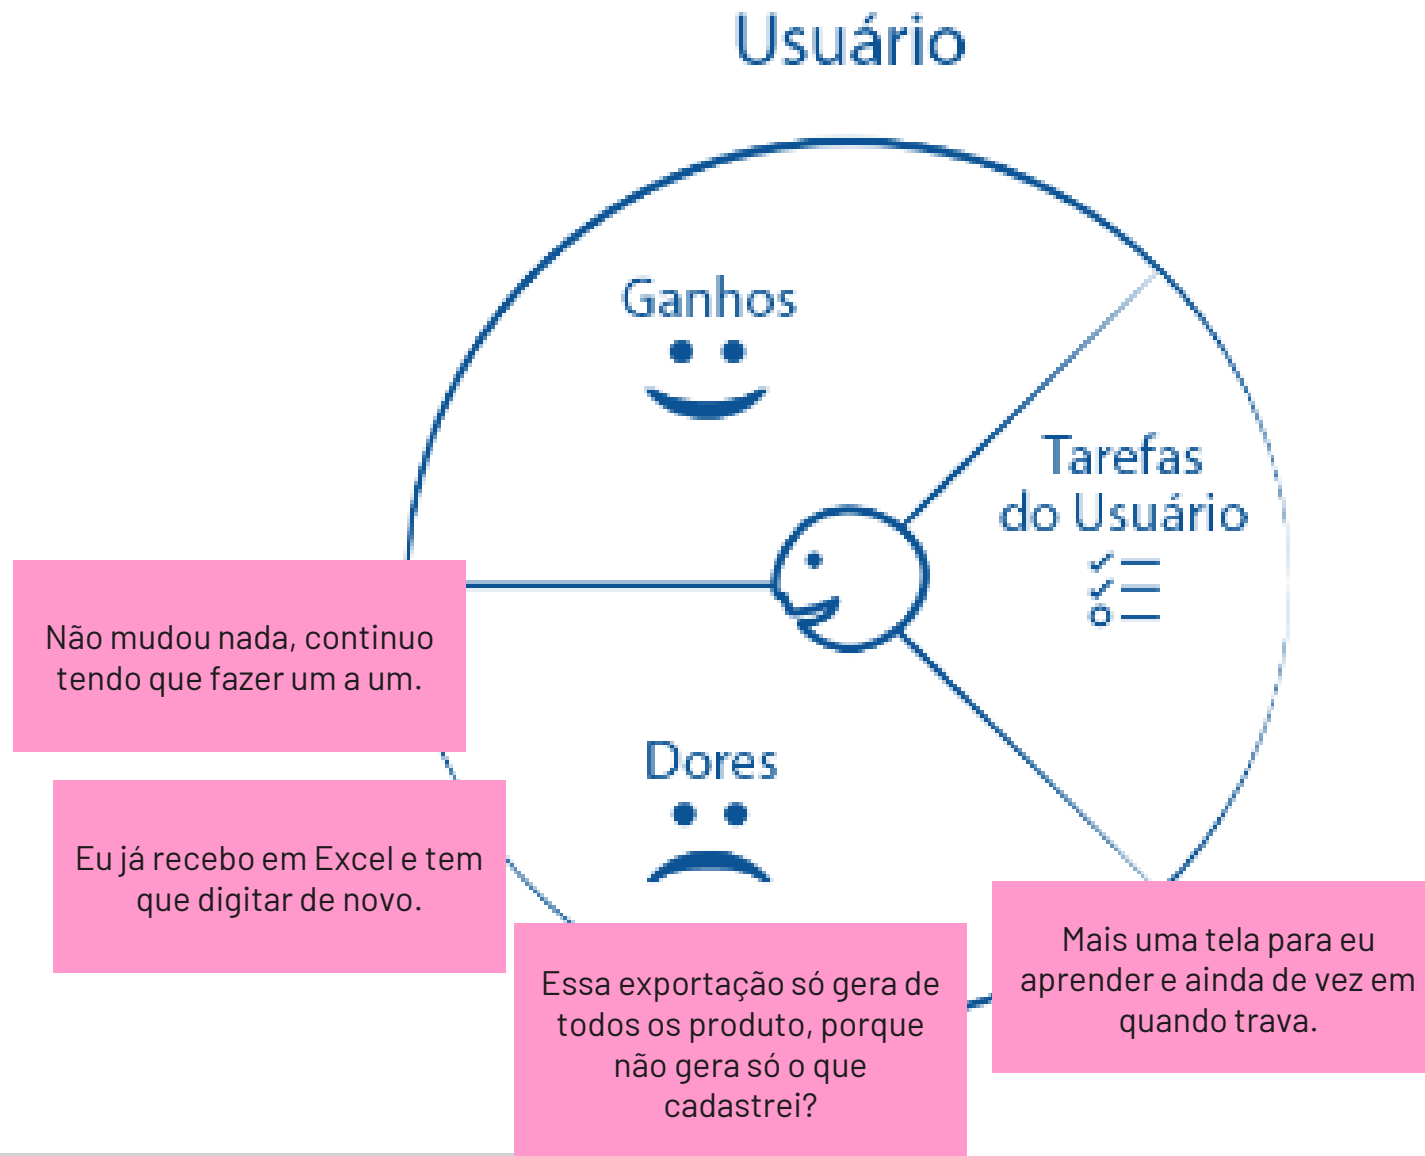 Usuário
Ganhos
Tarefas
do Usuário
Não mudou nada, continuo
tendo que fazer um a um.
Dores
Eu já recebo em Excel e tem
que digitar de novo.
Essa exportação só gera de
todos os produto, porque
não gera só o que
cadastrei?
Mais uma tela para eu
aprender e ainda de vez em
quando trava.